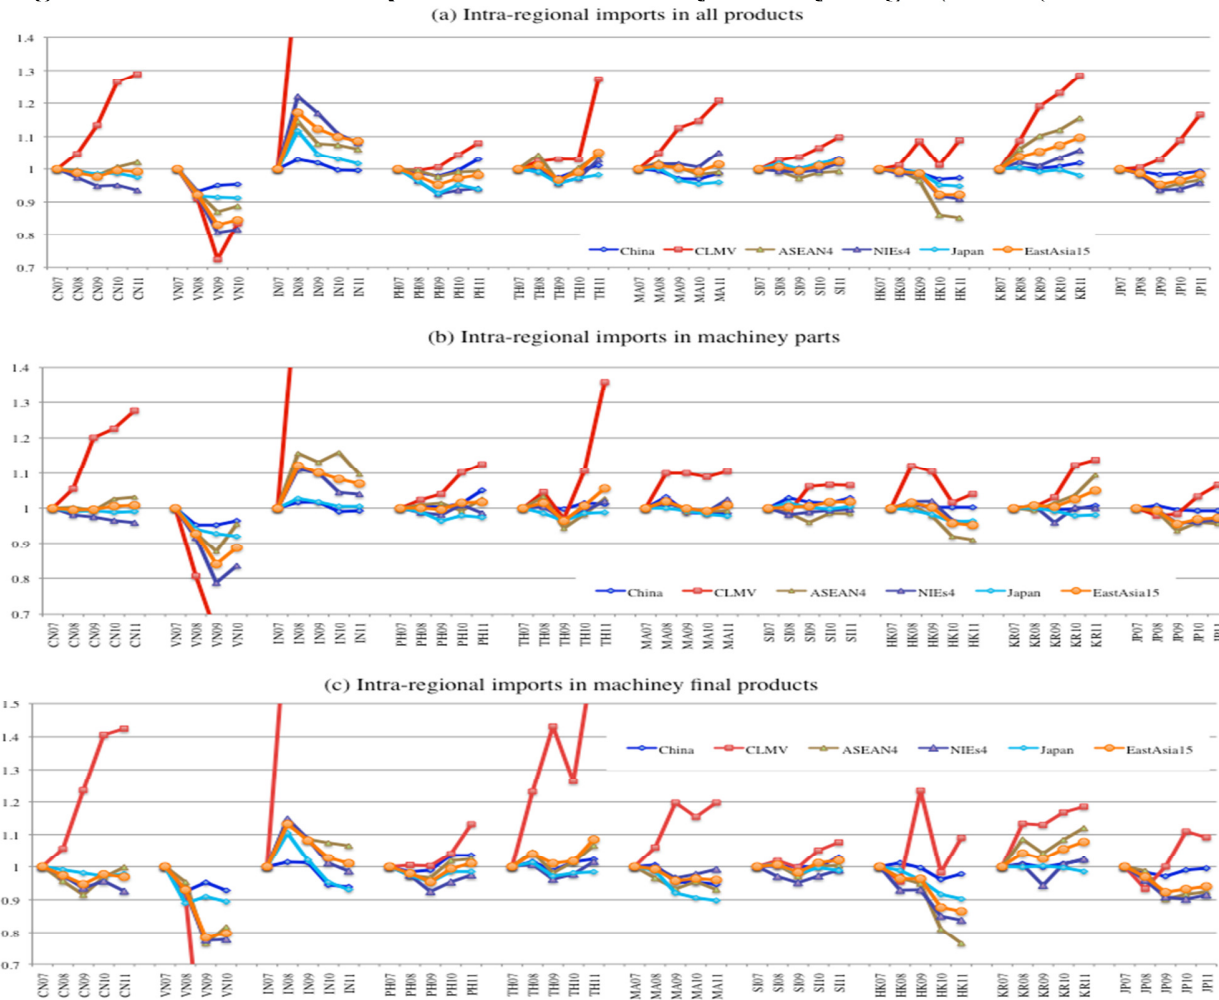 (a) Intra-regional imports in all products
1.4
1.3
1.2
1.1
1
0.9
0.8
0.7
China CLMV ASEAN4 NIEs4 Japan EastAsia15
CN07 CN08 CN09 CN10 CN11 VN07 VN08 VN09 VN10 IN07 IN08 IN09 IN10 IN11 PH07 PH08 PH09 PH10 PH11 TH07 TH08 TH09 TH10 TH11 MA07 MA08 MA09 MA10 MA11 SI07 SI08 SI09 SI10 SI11 HK07 HK08 HK09 HK10 HK11 KR07 KR08 KR09 KR10 KR11 JP07 JP08 JP09 JP10 JP11
(b) Intra-regional imports in machiney parts
1.4
1.3
1.2
1.1
1
0.9
0.8
0.7
China CLMV ASEAN4 NIEs4 Japan EastAsia15
CN07 CN08 CN09 CN10 CN11 VN07 VN08 VN09 VN10 IN07 IN08 IN09 IN10 IN11 PH07 PH08 PH09 PH10 PH11 TH07 TH08 TH09 TH10 TH11 MA07 MA08 MA09 MA10 MA11 SI07 SI08 SI09 SI10 SI11 HK07 HK08 HK09 HK10 HK11 KR07 KR08 KR09 KR10 KR11 JP07 JP08 JP09 JP10
(c) Intra-regional imports in machiney final products
1.5
1.4
1.3
1.2
1.1
1
0.9
0.8
0.7
China CLMV ASEAN4 NIEs4 Japan EastAsia15
CN07 CN08 CN09 CN10 CN11 VN07 VN08 VN09 VN10 IN07 IN08 IN09 IN10 IN11 PH07 PH08 PH09 PH10 PH11 TH07 TH08 TH09 TH10 TH11 MA07 MA08 MA09 MA10 MA11 SI07 SI08 SI09 SI10 SI11 HK07 HK08 HK09 HK10 HK11 KR07 KR08 KR09 KR10 KR11 JP07 JP08 JP09 JP10 JP11